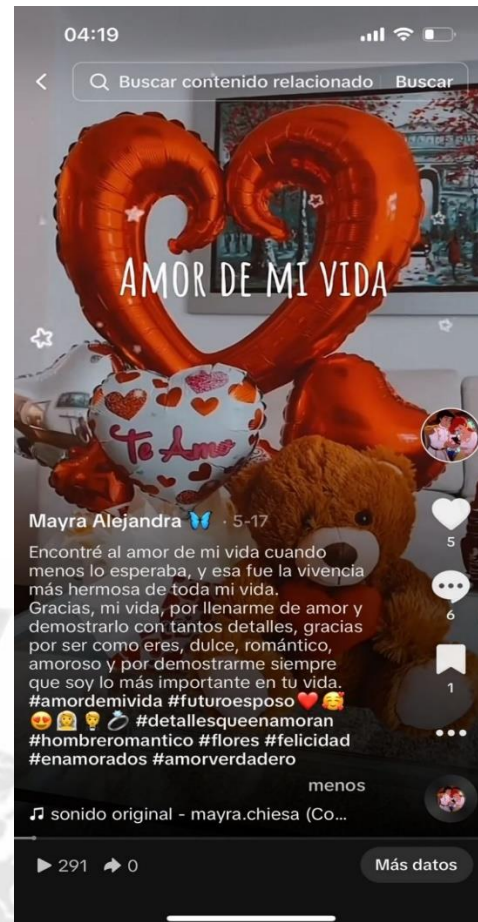 04:19
Buscar contenido relacionado Buscar
AMOR DE MI VIDA
Te Amo
Mayra Alejandra 🦋 · 5-17
Encontré al amor de mi vida cuando
menos lo esperaba, y esa fue la vivencia
más hermosa de toda mi vida.
Gracias, mi vida, por llenarme de amor y
demostrarlo con tantos detalles, gracias
por ser como eres, dulce, romántico,
amoroso y por demostrarme siempre
que soy lo más importante en tu vida.
#amordemivida #futuroesposo❤️🥰
😍👰🤵💍 #detallesqueenamoran
#hombreromantico #flores #felicidad
#enamorados #amorverdadero
menos
5
6
1
sonido original - mayra.chiesa (Co...
291 0
Más datos